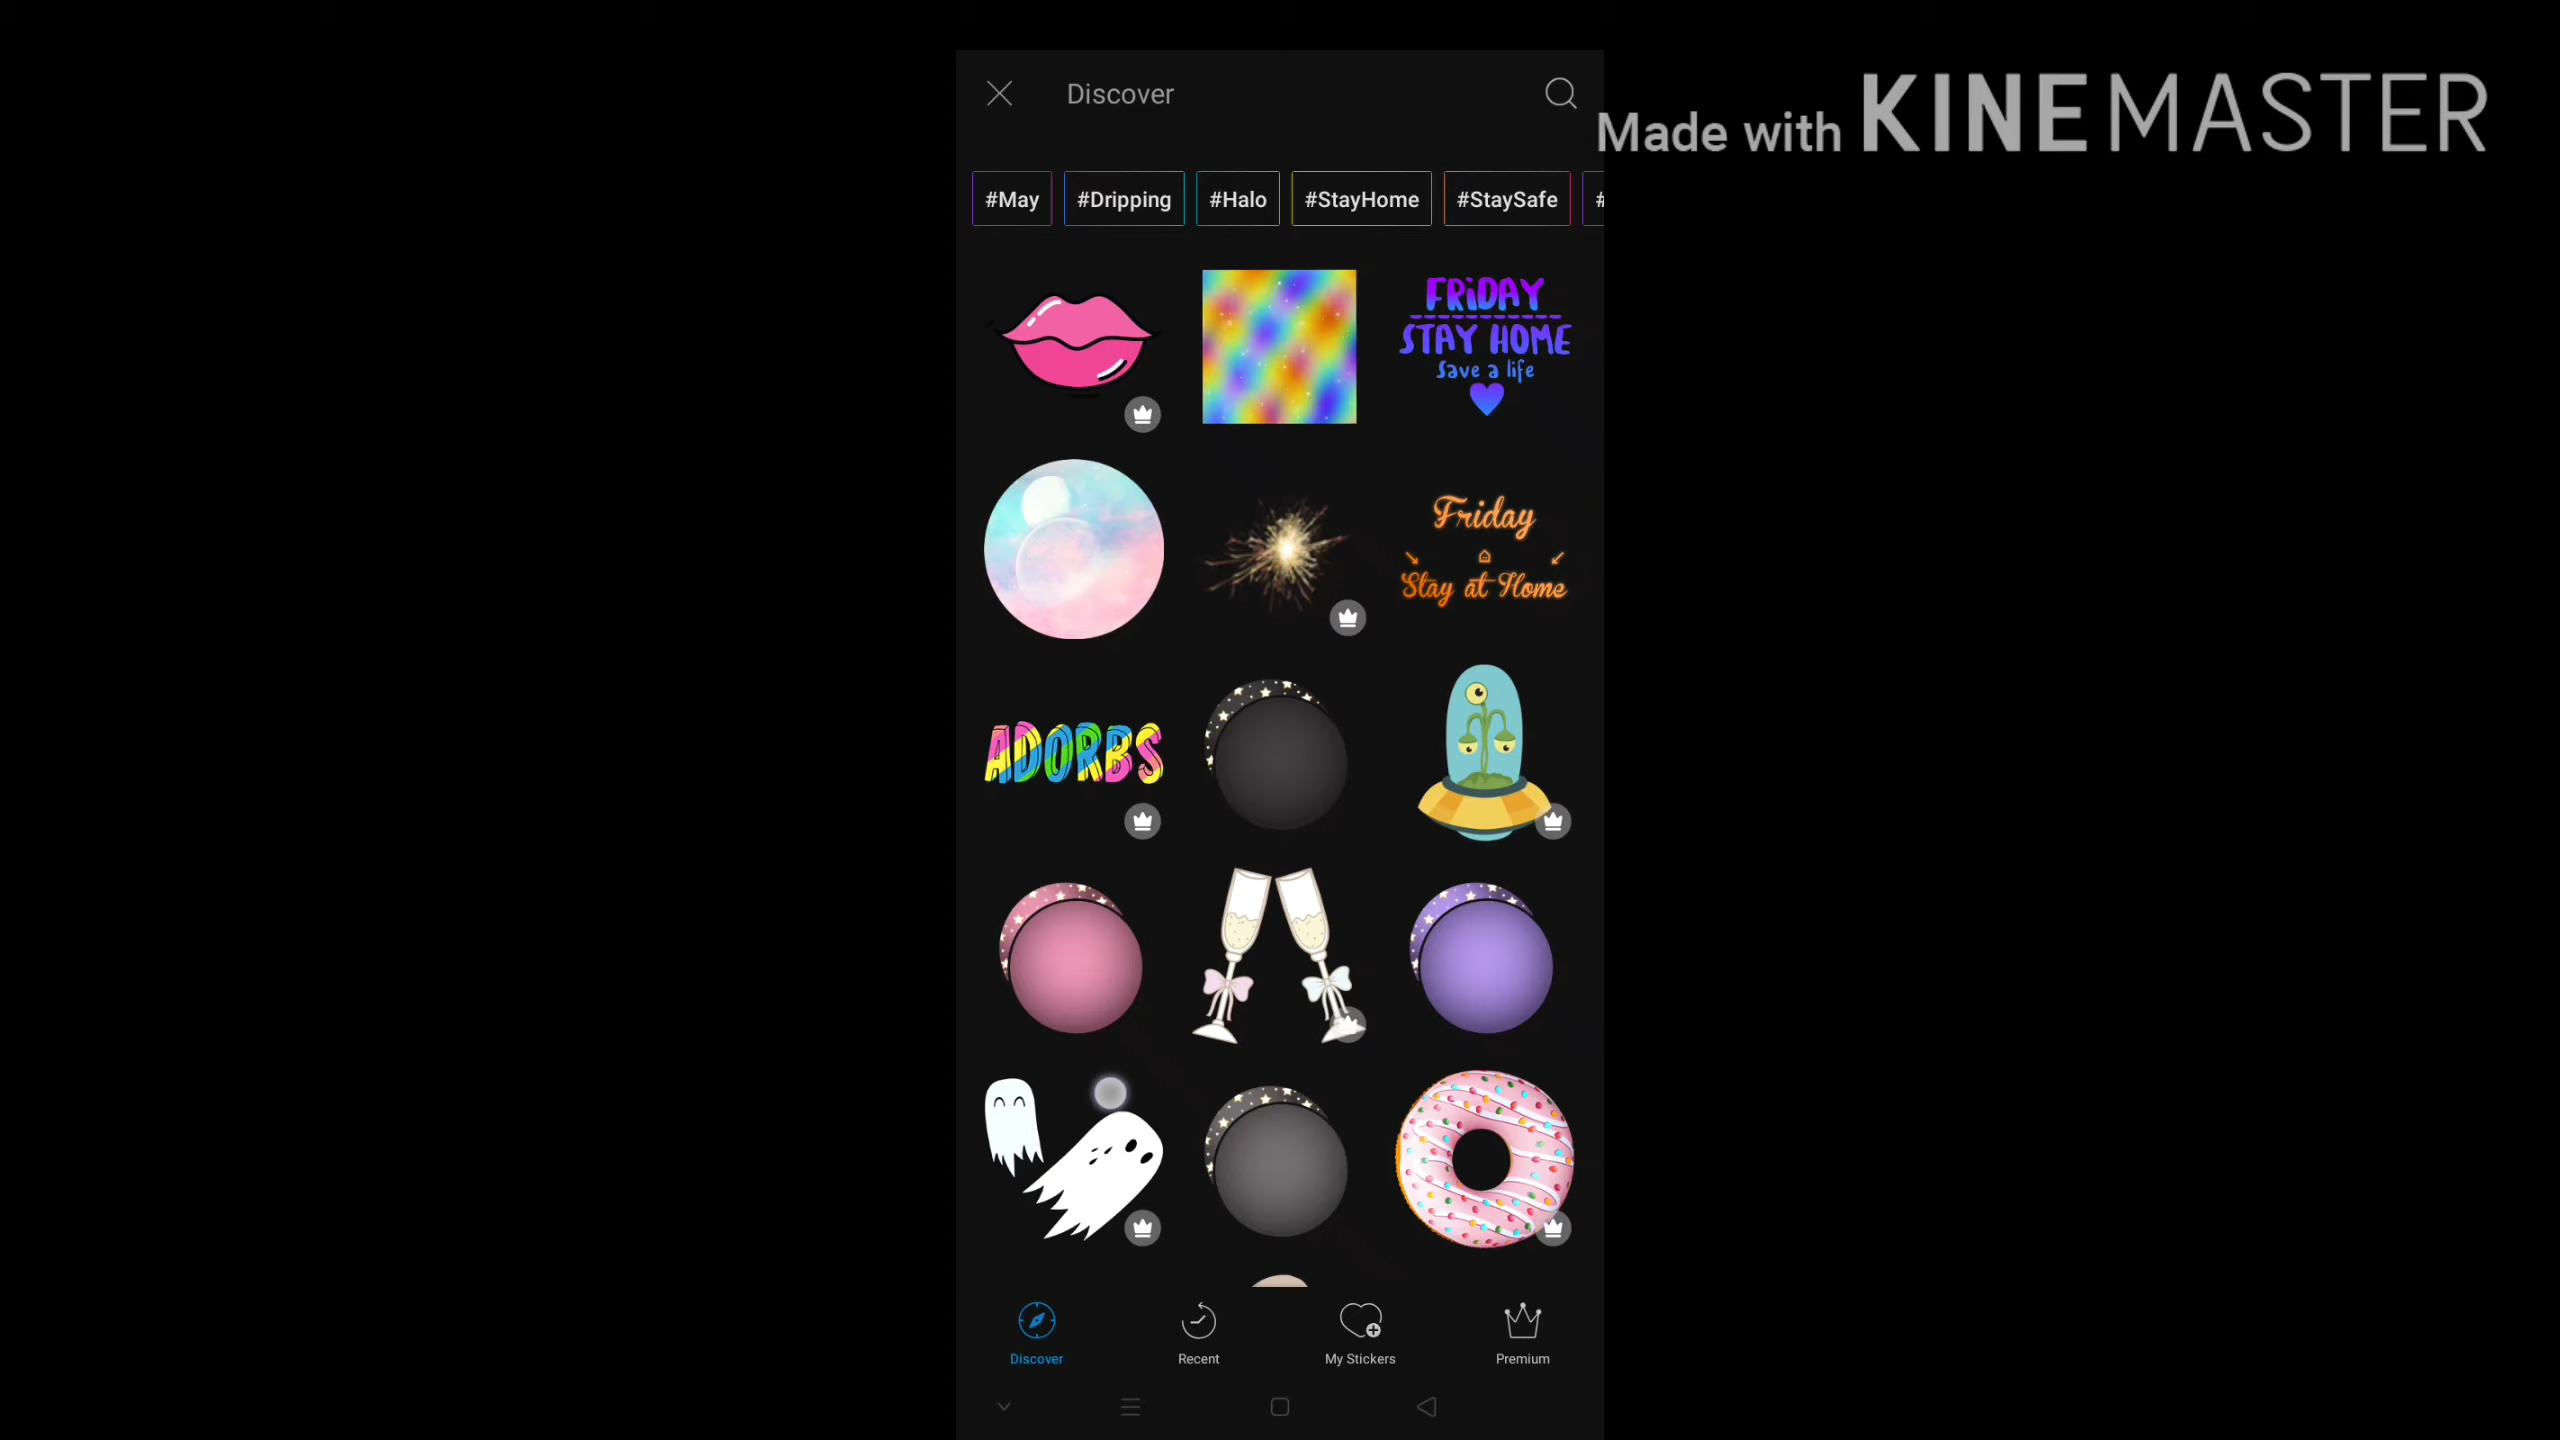 Discover
Made with KINEMASTER
#May #Dripping #Halo #StayHome #StaySafe #
FRiDAY
STAY HOME
Save a life
Friday
Stay at Home
ADORBS
Discover Recent My Stickers Premium